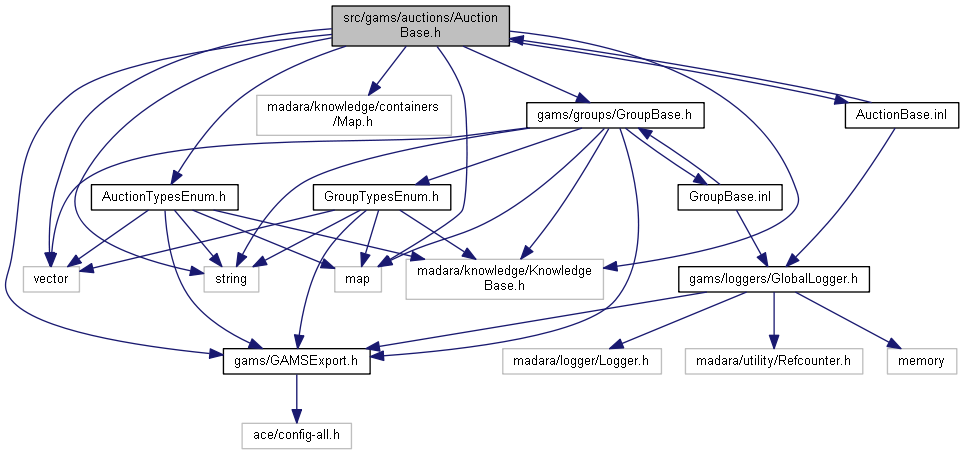 src/gams/auctions/Auction
Base.h
madara/knowledge/containers
/Map.h
gams/groups/GroupBase.h
AuctionBase.inl
AuctionTypesEnum.h
GroupTypesEnum.h
GroupBase.inl
vector
string
map
madara/knowledge/Knowledge
Base.h
gams/loggers/GlobalLogger.h
gams/GAMSExport.h
madara/logger/Logger.h
madara/utility/Refcounter.h
memory
ace/config-all.h